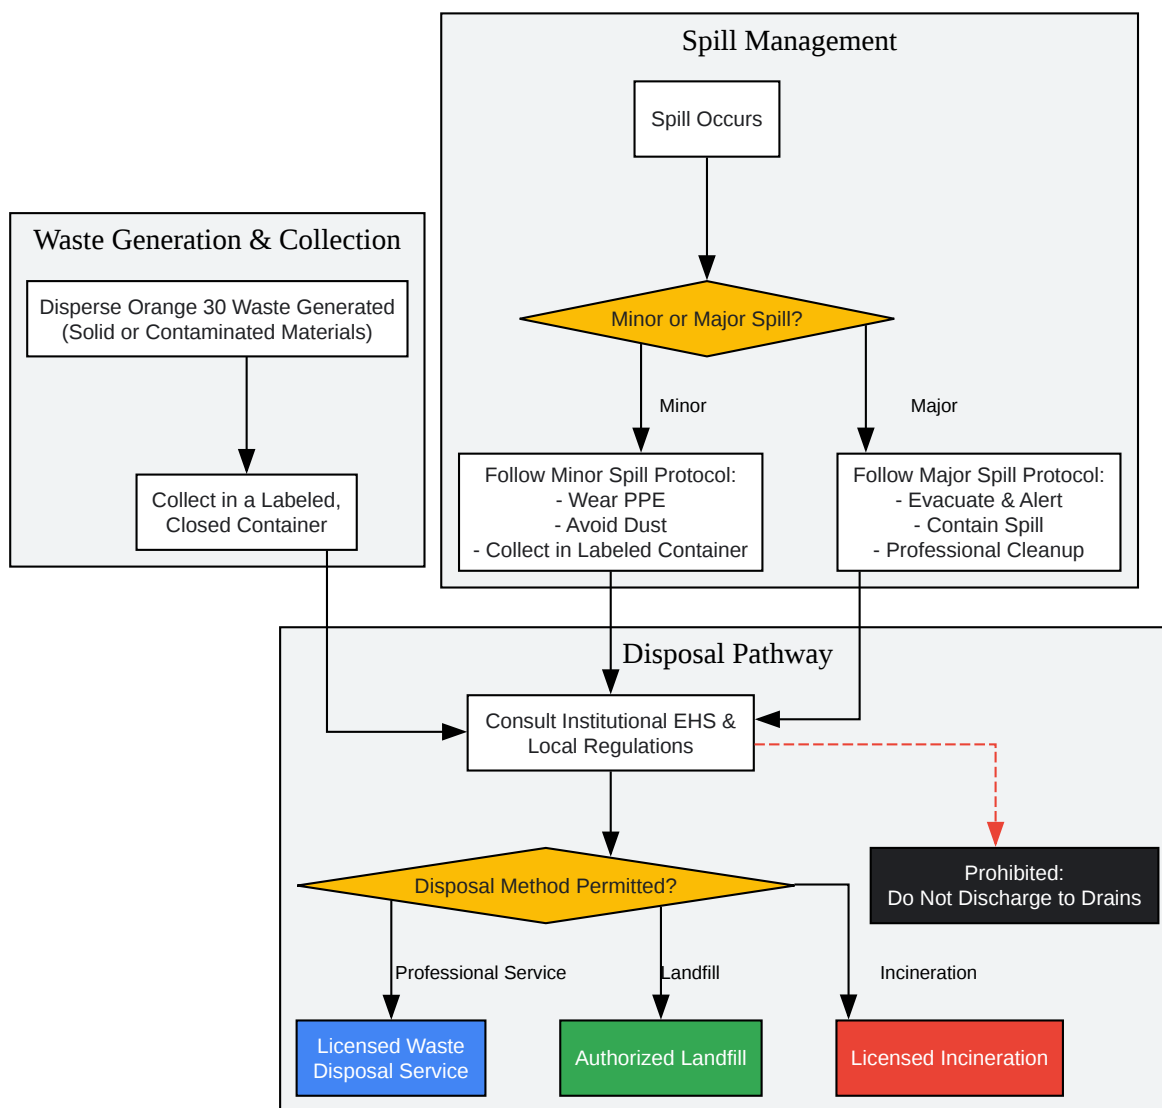 Spill Management
Spill Occurs
Waste Generation & Collection
Disperse Orange 30 Waste Generated
(Solid or Contaminated Materials)
Minor or Major Spill?
Minor
Major
Collect in a Labeled,
Closed Container
Follow Minor Spill Protocol:
- Wear PPE
- Avoid Dust
- Collect in Labeled Container
Follow Major Spill Protocol:
- Evacuate & Alert
- Contain Spill
- Professional Cleanup
Disposal Pathway
Consult Institutional EHS &
Local Regulations
Disposal Method Permitted?
Prohibited:
Do Not Discharge to Drains
Professional Service
Landfill
Incineration
Licensed Waste
Disposal Service
Authorized Landfill
Licensed Incineration